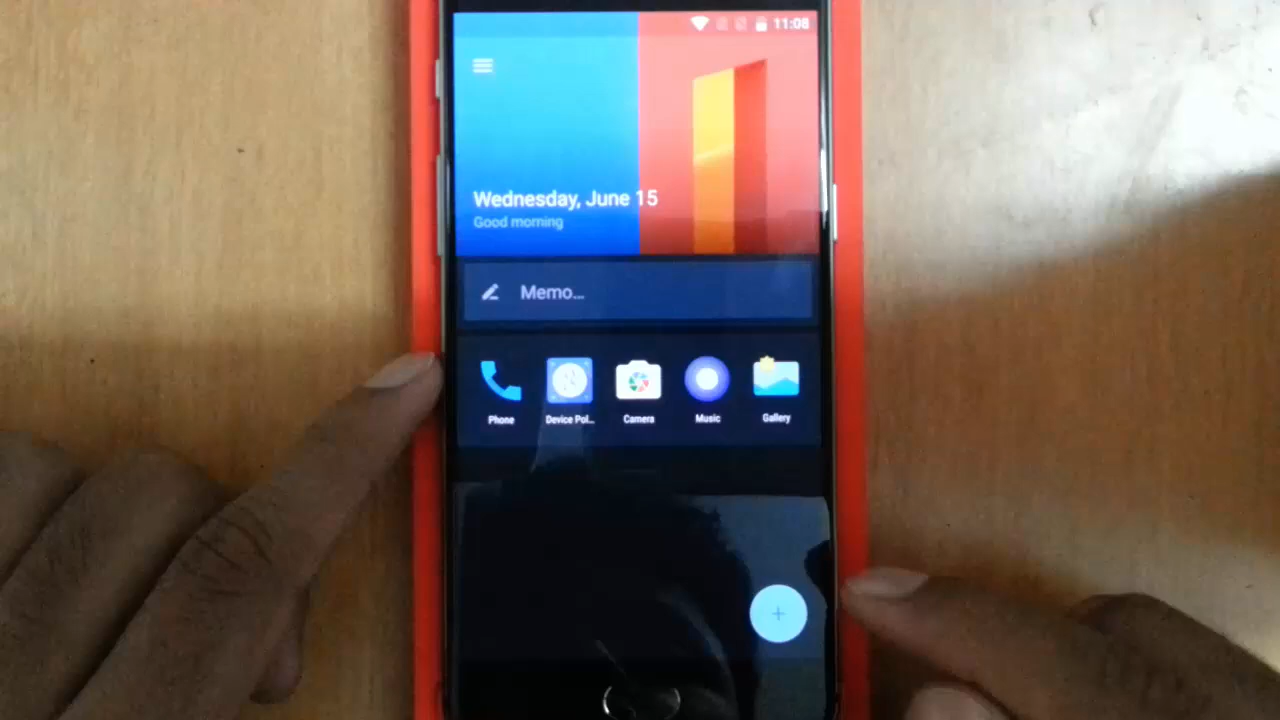 11:08
Wednesday, June 15
Good morning
Memo...
Phone
Device Pol...
Camera
Music
Gallery